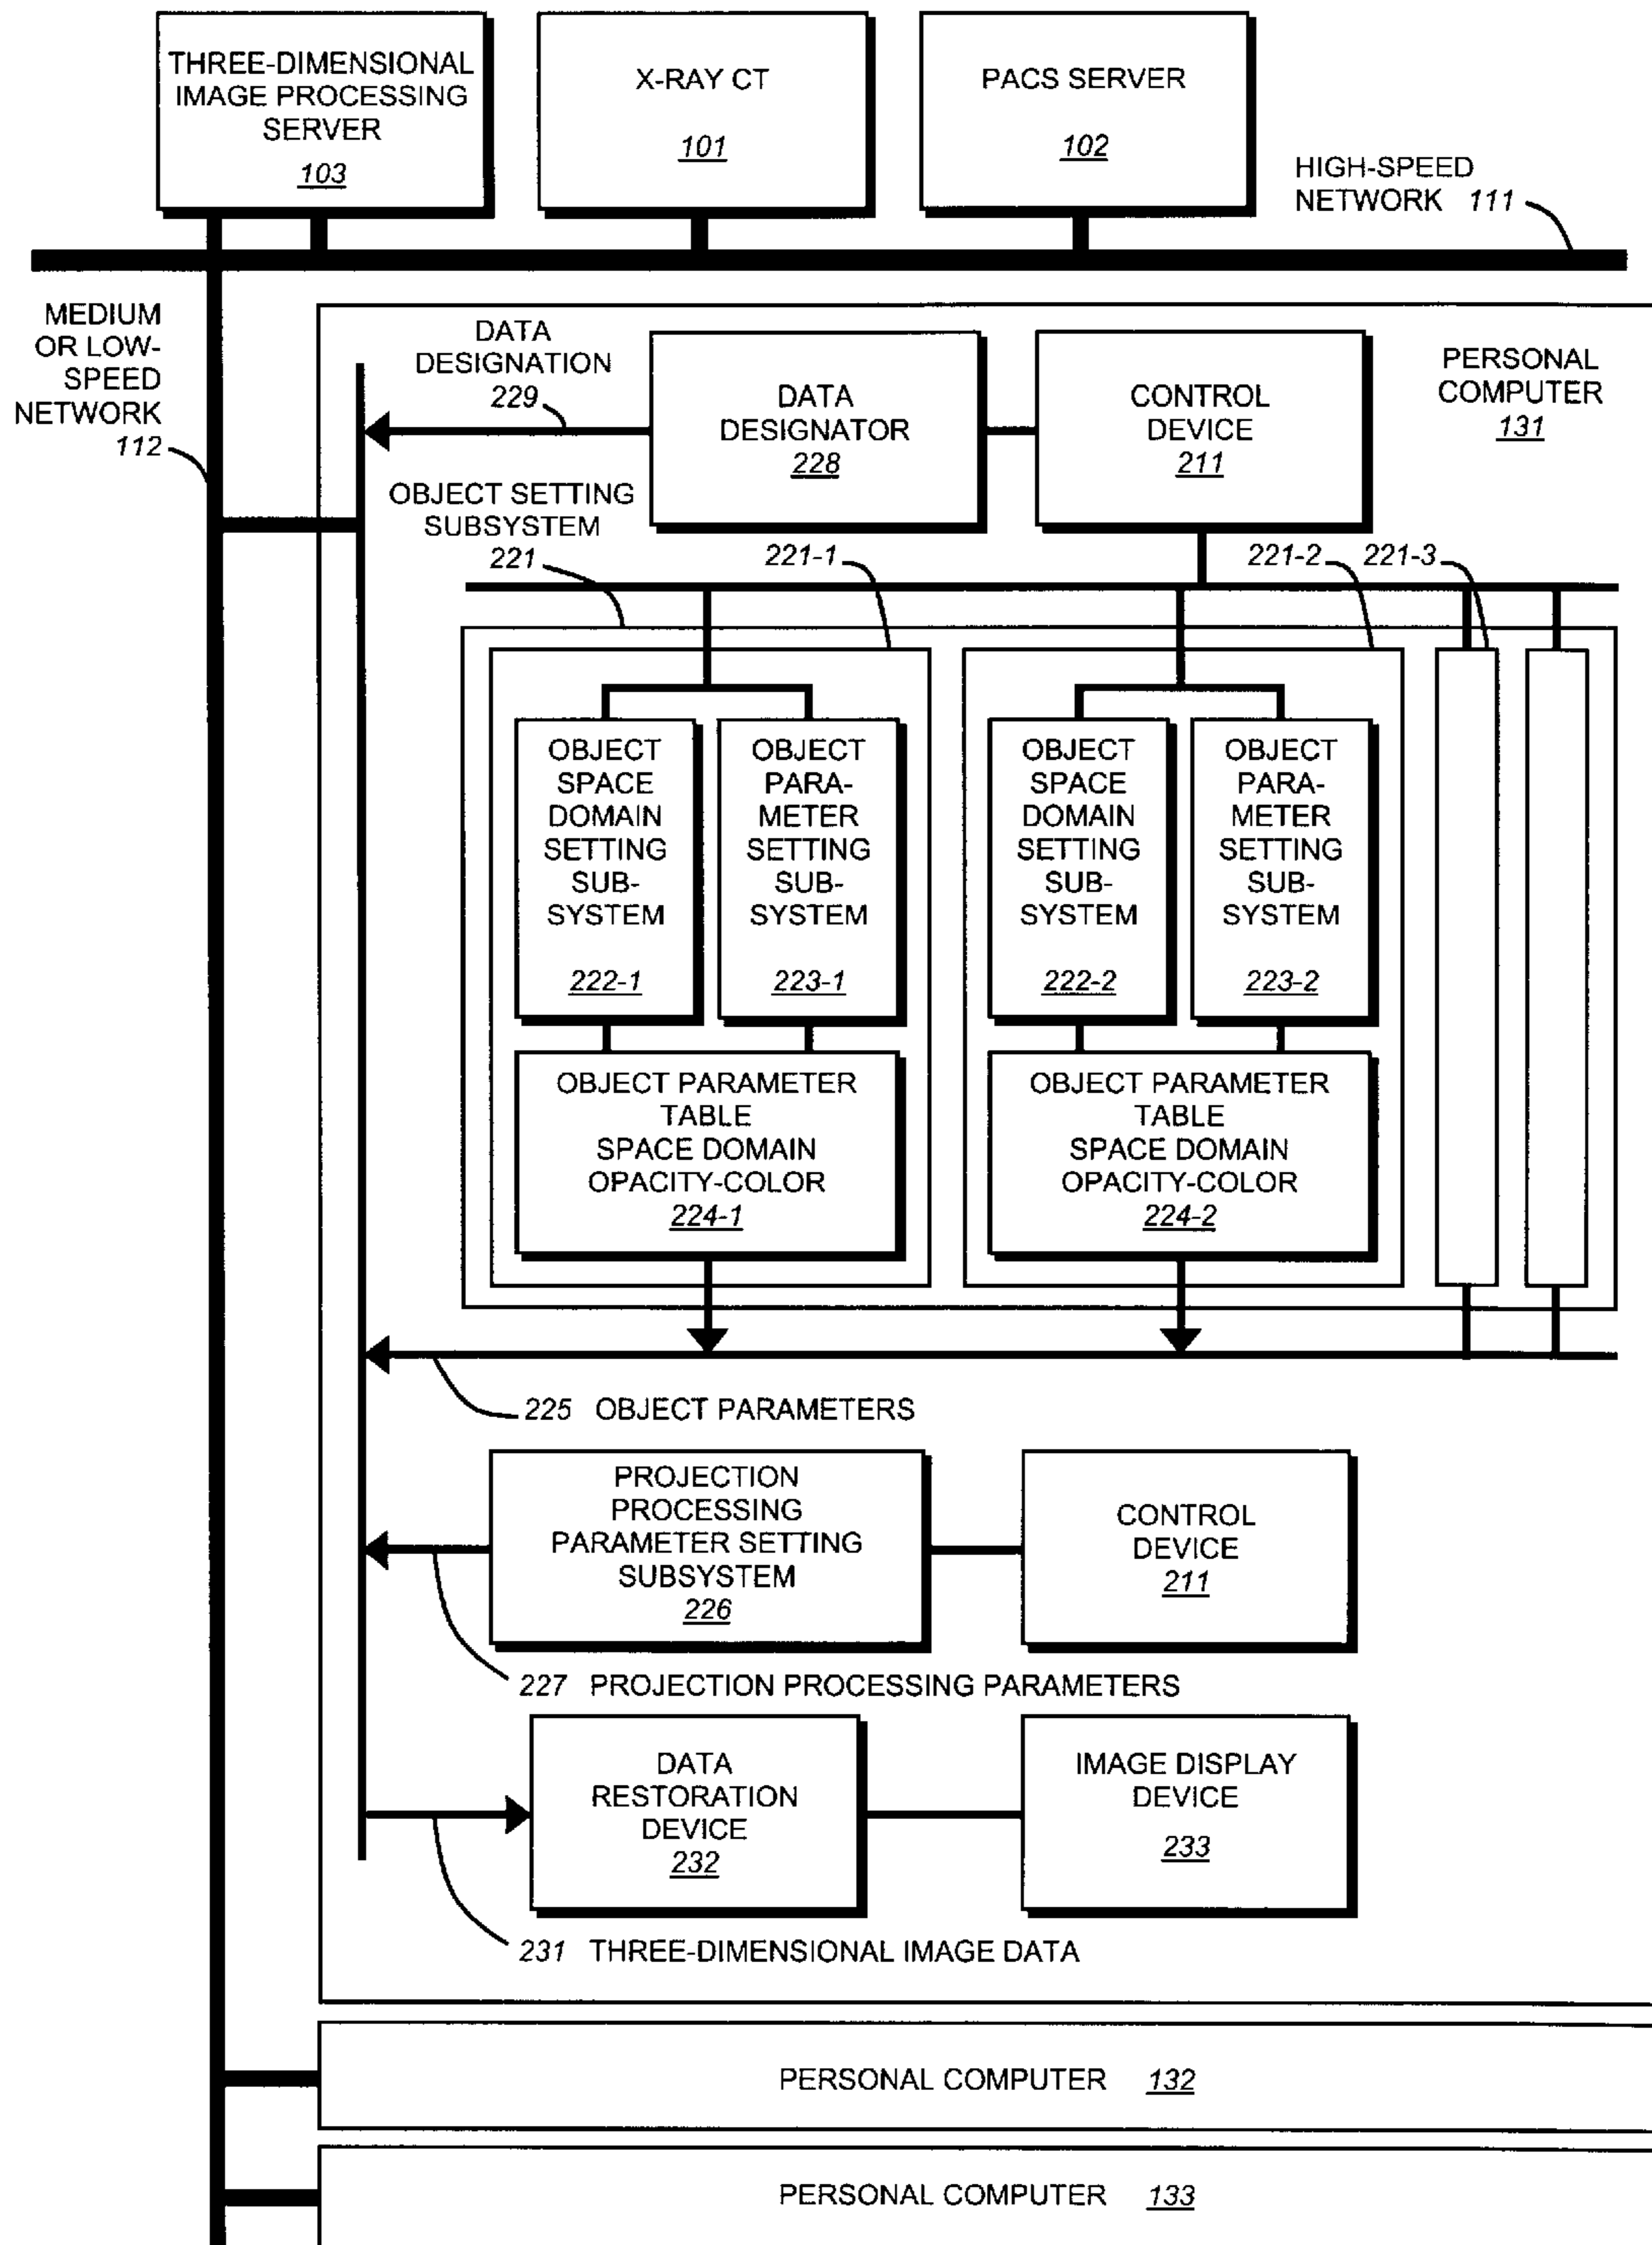 THREE-DIMENSIONAL
IMAGE PROCESSING
SERVER
103
X-RAY CT
101
PACS SERVER
102
HIGH-SPEED
NETWORK 111
MEDIUM
OR LOW-
SPEED
NETWORK
112
DATA
DESIGNATION
229
DATA
DESIGNATOR
228
CONTROL
DEVICE
211
PERSONAL
COMPUTER
131
OBJECT SETTING
SUBSYSTEM
221
221-1
221-2
221-3
OBJECT
SPACE
DOMAIN
SETTING
SUB-
SYSTEM
222-1
OBJECT
PARA-
METER
SETTING
SUB-
SYSTEM
223-1
OBJECT
SPACE
DOMAIN
SETTING
SUB-
SYSTEM
222-2
OBJECT
PARA-
METER
SETTING
SUB-
SYSTEM
223-2
OBJECT PARAMETER
TABLE
SPACE DOMAIN
OPACITY-COLOR
224-1
OBJECT PARAMETER
TABLE
SPACE DOMAIN
OPACITY-COLOR
224-2
225 OBJECT PARAMETERS
PROJECTION
PROCESSING
PARAMETER SETTING
SUBSYSTEM
226
CONTROL
DEVICE
211
227 PROJECTION PROCESSING PARAMETERS
DATA
RESTORATION
DEVICE
232
IMAGE DISPLAY
DEVICE
233
231 THREE-DIMENSIONAL IMAGE DATA
PERSONAL COMPUTER 132
PERSONAL COMPUTER 133